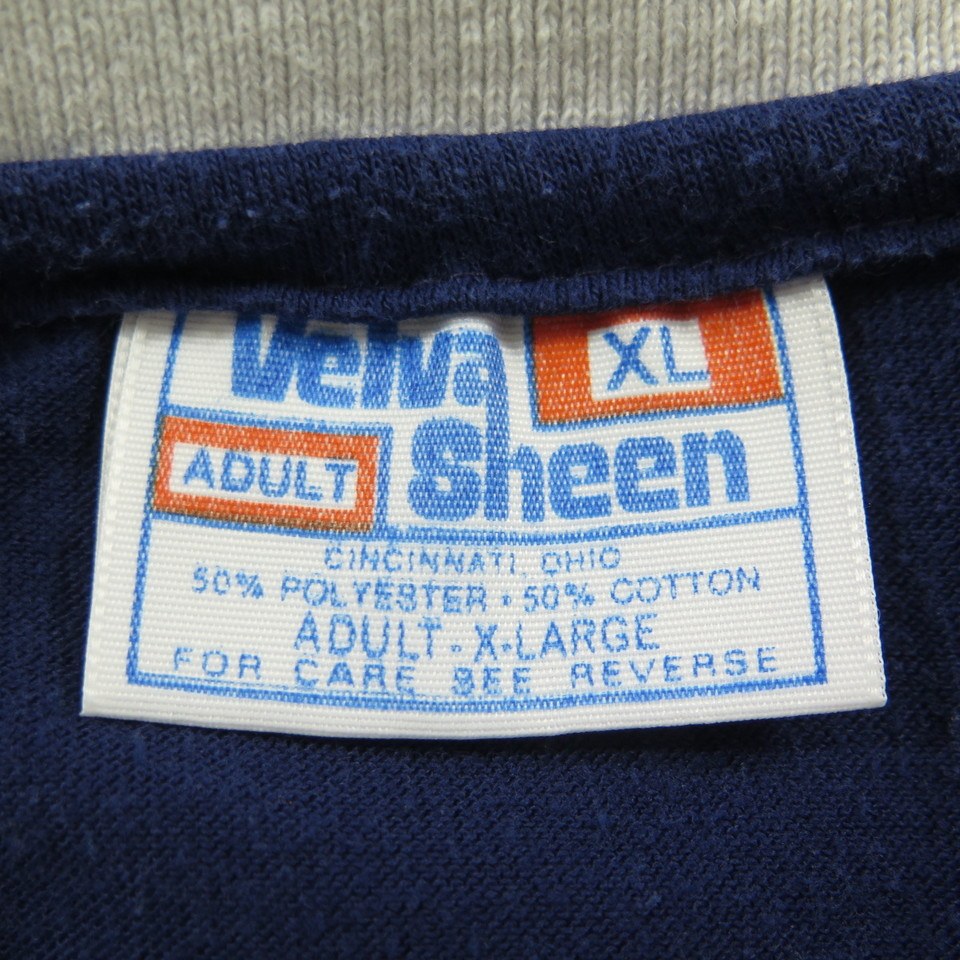 Velva
XL
ADULT
Sheen
CINCINNATI, OHIO
50% POLYESTER • 50% COTTON
ADULT-X-LARGE
FOR CARE SEE REVERSE